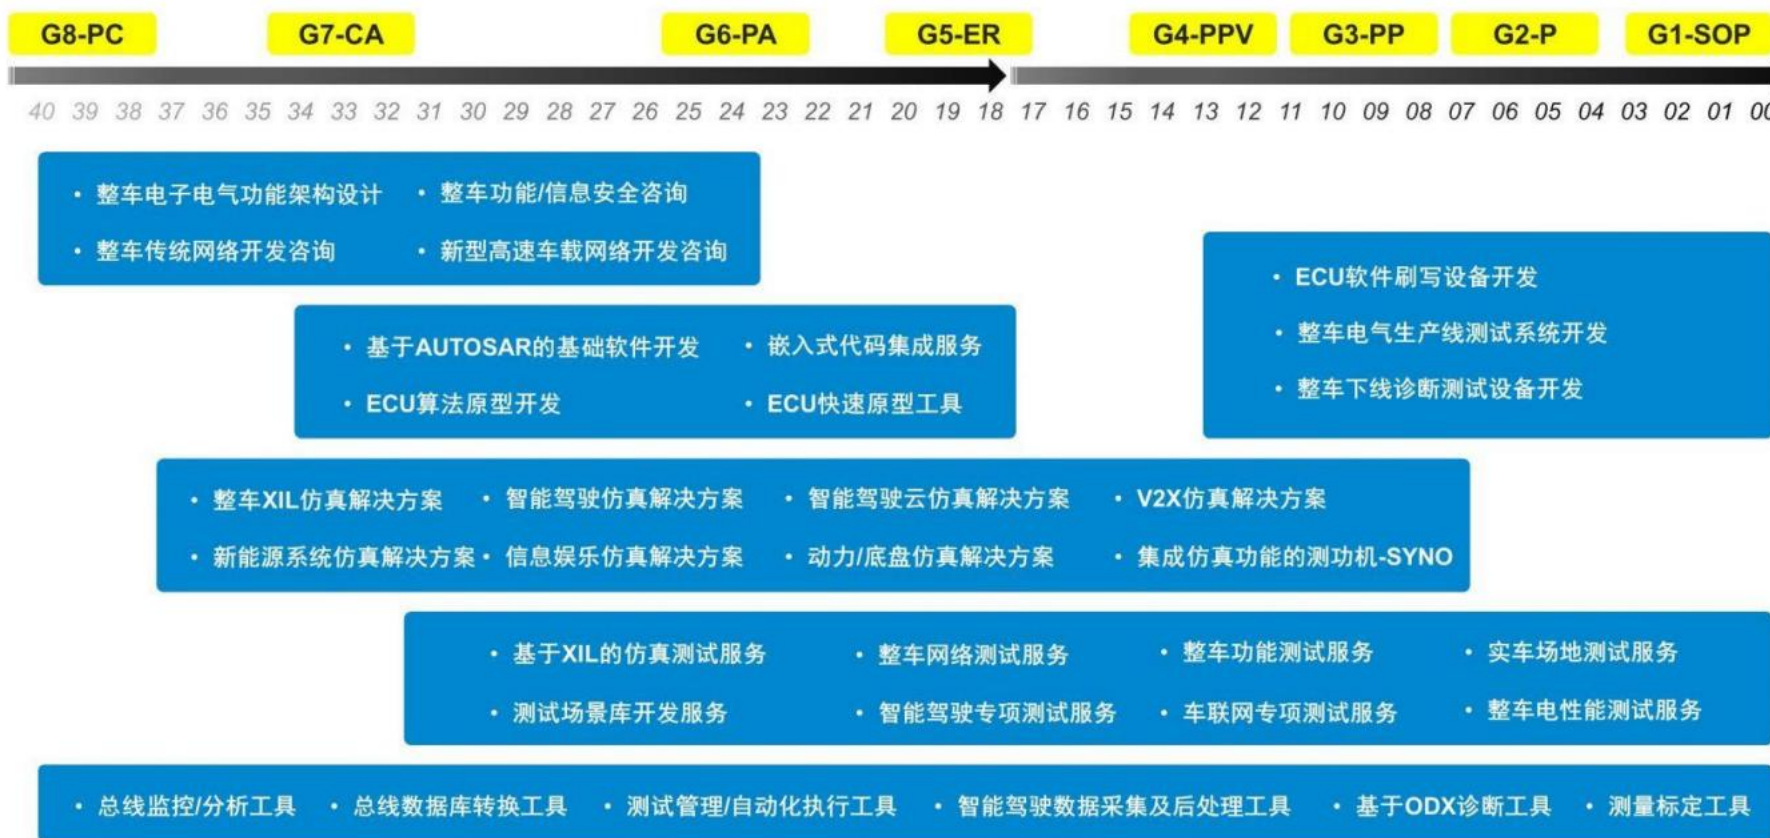 G8-PC G7-CA G6-PA G5-ER G4-PPV G3-PP G2-P G1-SOP
40 39 38 37 36 35 34 33 32 31 30 29 28 27 26 25 24 23 22 21 20 19 18 17 16 15 14 13 12 11 10 09 08 07 06 05 04 03 02 01 00
• 整车电子电气功能架构设计 • 整车功能/信息安全咨询
• 整车传统网络开发咨询 • 新型高速车载网络开发咨询
• ECU软件刷写设备开发
• 整车电气生产线测试系统开发
• 整车下线诊断测试设备开发
• 基于AUTOSAR的基础软件开发 • 嵌入式代码集成服务
• ECU算法原型开发 • ECU快速原型工具
• 整车XIL仿真解决方案 • 智能驾驶仿真解决方案 • 智能驾驶云仿真解决方案 • V2X仿真解决方案
• 新能源系统仿真解决方案 • 信息娱乐仿真解决方案 • 动力/底盘仿真解决方案 • 集成仿真功能的测功机-SYNO
• 基于XIL的仿真测试服务 • 整车网络测试服务 • 整车功能测试服务 • 实车场地测试服务
• 测试场景库开发服务 • 智能驾驶专项测试服务 • 车联网专项测试服务 • 整车电性能测试服务
• 总线监控/分析工具 • 总线数据库转换工具 • 测试管理/自动化执行工具 • 智能驾驶数据采集及后处理工具 • 基于ODX诊断工具 • 测量标定工具